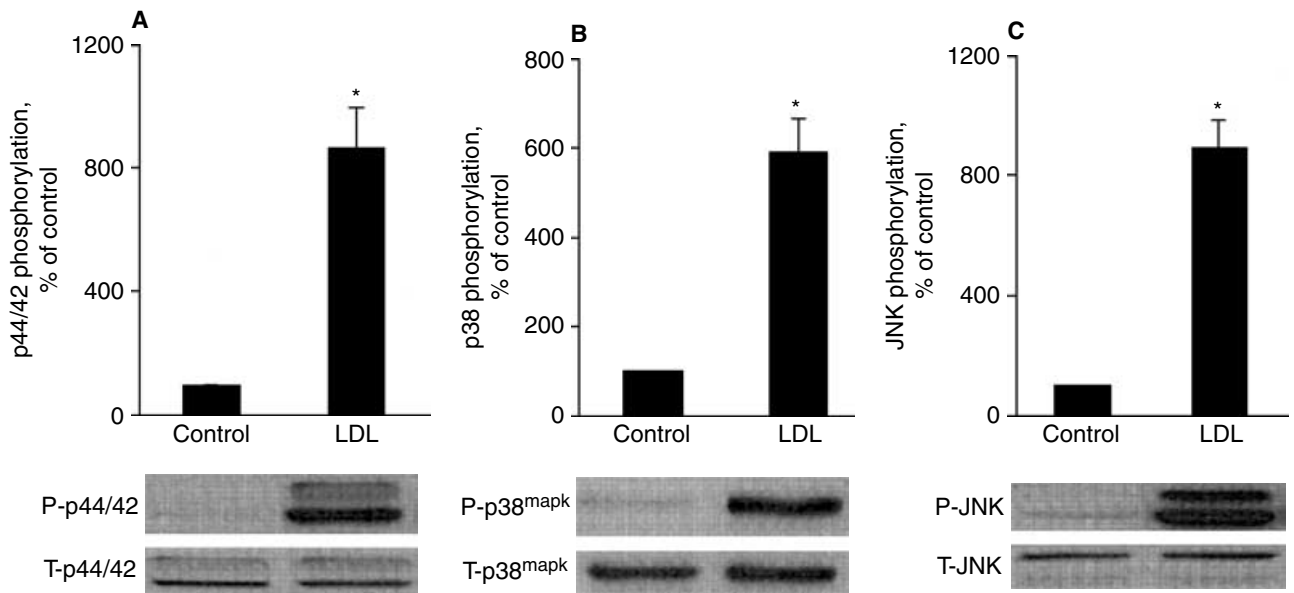 A
p44/42 phosphorylation,
% of control
1200
800
400
0
*
Control LDL
P-p44/42
T-p44/42
B
p38 phosphorylation,
% of control
800
600
400
200
0
*
Control LDL
P-p38mapk
T-p38mapk
C
JNK phosphorylation,
% of control
1200
800
400
0
*
Control LDL
P-JNK
T-JNK